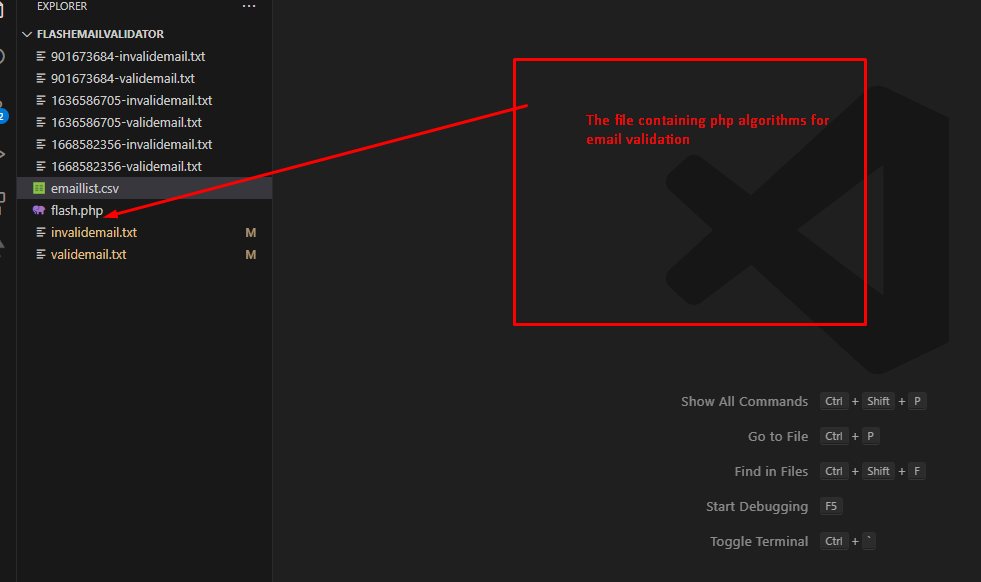 EXPLORER
FLASHEMAILVALIDATOR
901673684-invalidemail.txt
901673684-validemail.txt
1636586705-invalidemail.txt
1636586705-validemail.txt
1668582356-invalidemail.txt
1668582356-validemail.txt
emaillist.csv
flash.php
invalidemail.txt M
validemail.txt M
2
The file containing php algorithms for
email validation
Show All Commands Ctrl + Shift + P
Go to File Ctrl + P
Find in Files Ctrl + Shift + F
Start Debugging F5
Toggle Terminal Ctrl + `